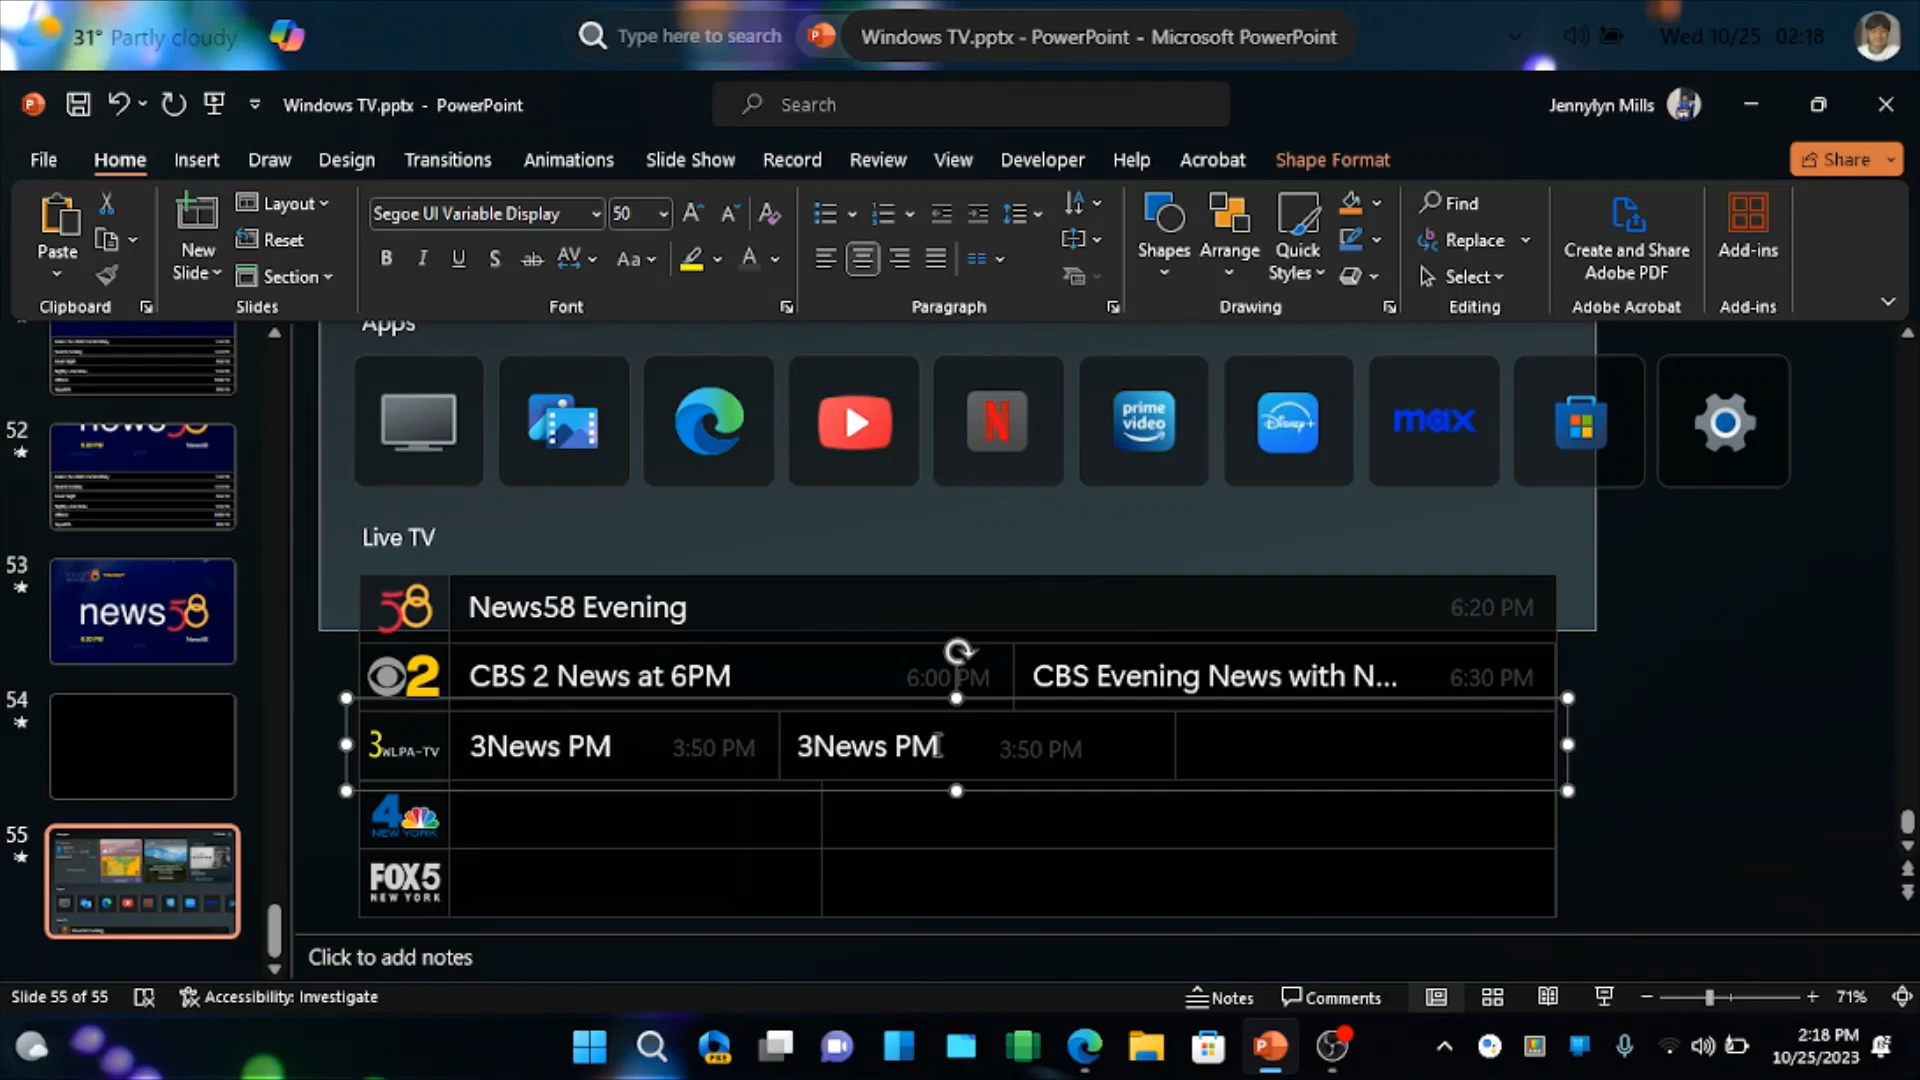 31° Partly cloudy
Type here to search
Windows TV.pptx - PowerPoint - Microsoft PowerPoint
Wed 10/25 02:18
Windows TV.pptx - PowerPoint
Search
Jennylyn Mills
File Home Insert Draw Design Transitions Animations Slide Show Record Review View Developer Help Acrobat Shape Format
Share
Paste
New Slide
Layout
Reset
Section
Segoe UI Variable Display
50
Shapes
Arrange
Quick Styles
Find
Replace
Select
Create and Share Adobe PDF
Add-ins
Clipboard Slides Font Paragraph Drawing Editing Adobe Acrobat Add-ins
Apps
prime video
Disney+
max
Live TV
58 News58 Evening 6:20 PM
2 CBS 2 News at 6PM 6:00 PM CBS Evening News with N... 6:30 PM
3 WLPA-TV 3News PM 3:50 PM 3News PM 3:50 PM
4 NEW YORK
FOX5 NEW YORK
52
53
news58
54
55
Click to add notes
Slide 55 of 55
Accessibility: Investigate
Notes
Comments
71%
2:18 PM
10/25/2023